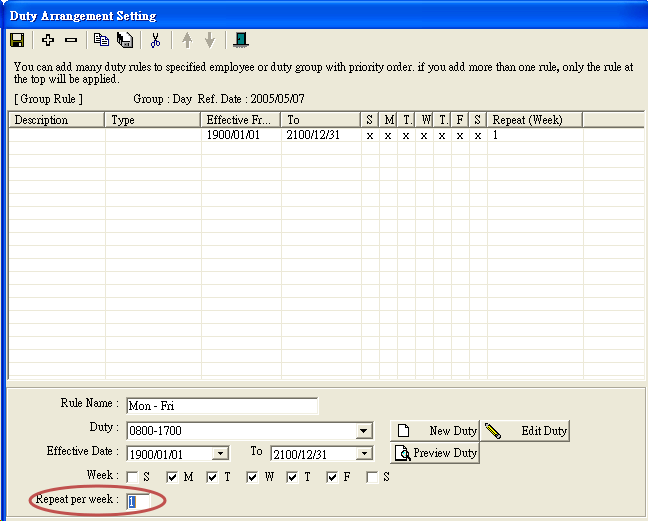 Duty Arrangement Setting
You can add many duty rules to specified employee or duty group with priority order. if you add more than one rule, only the rule at
the top will be applied.
[ Group Rule ] Group : Day Ref. Date : 2005/05/07
Description Type Effective Fr... To S M T. W T. F S Repeat (Week)
1900/01/01 2100/12/31 x x x x x x x 1
Rule Name : Mon - Fri
Duty : 0800-1700 New Duty Edit Duty
Effective Date : 1900/01/01 To 2100/12/31 Preview Duty
Week : S M T W T F S
Repeat per week : 1